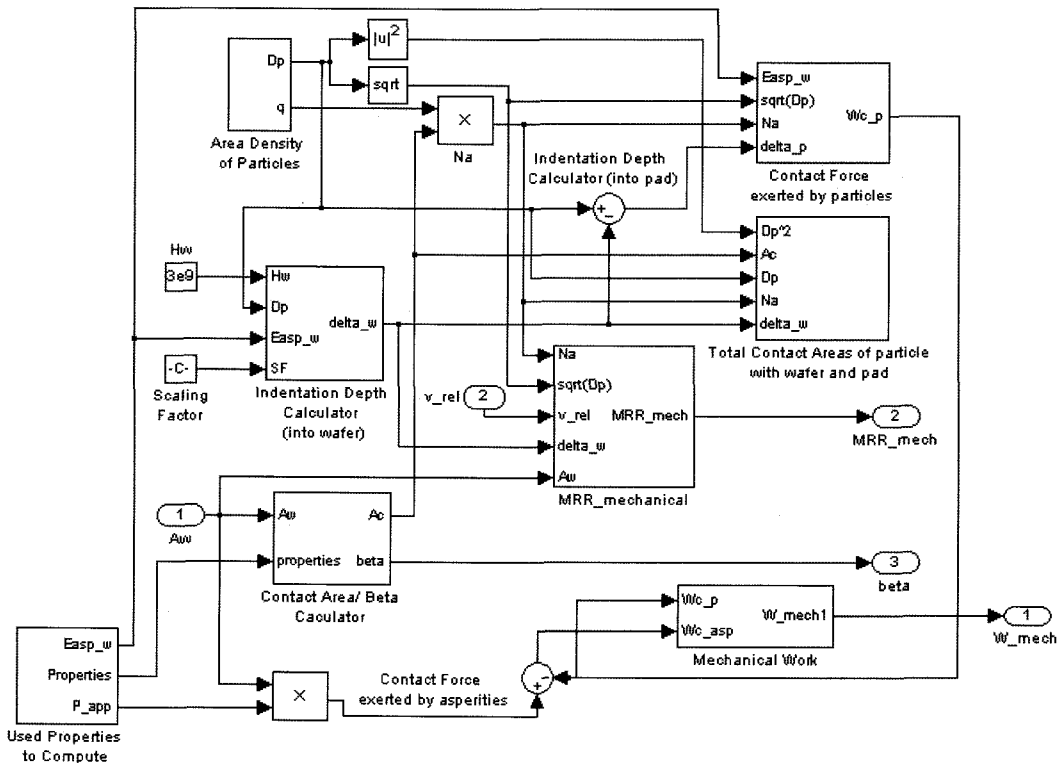 Dp
q
Area Density
of Particles
|u|²
sqrt
×
Na
Indentation Depth
Calculator (into pad)
+
-
Easp_w
sqrt(Dp)
Na
delta_p
Wc_p
Contact Force
exerted by particles
Dp^2
Ac
Dp
Na
delta_w
Total Contact Areas of particle
with wafer and pad
Hw
3e9
-C-
Scaling
Factor
Hw
Dp
Easp_w
SF
delta_w
Indentation Depth
Calculator
(into wafer)
v_rel
2
Na
sqrt(Dp)
v_rel
delta_w
Aw
MRR_mech
MRR_mechanical
2
MRR_mech
1
Aw
Aw
properties
Ac
beta
Contact Area/ Beta
Caculator
3
beta
Wc_p
Wc_asp
W_mech1
Mechanical Work
1
W_mech
Easp_w
Properties
P_app
Used Properties
to Compute
×
Contact Force
exerted by asperities
-
+